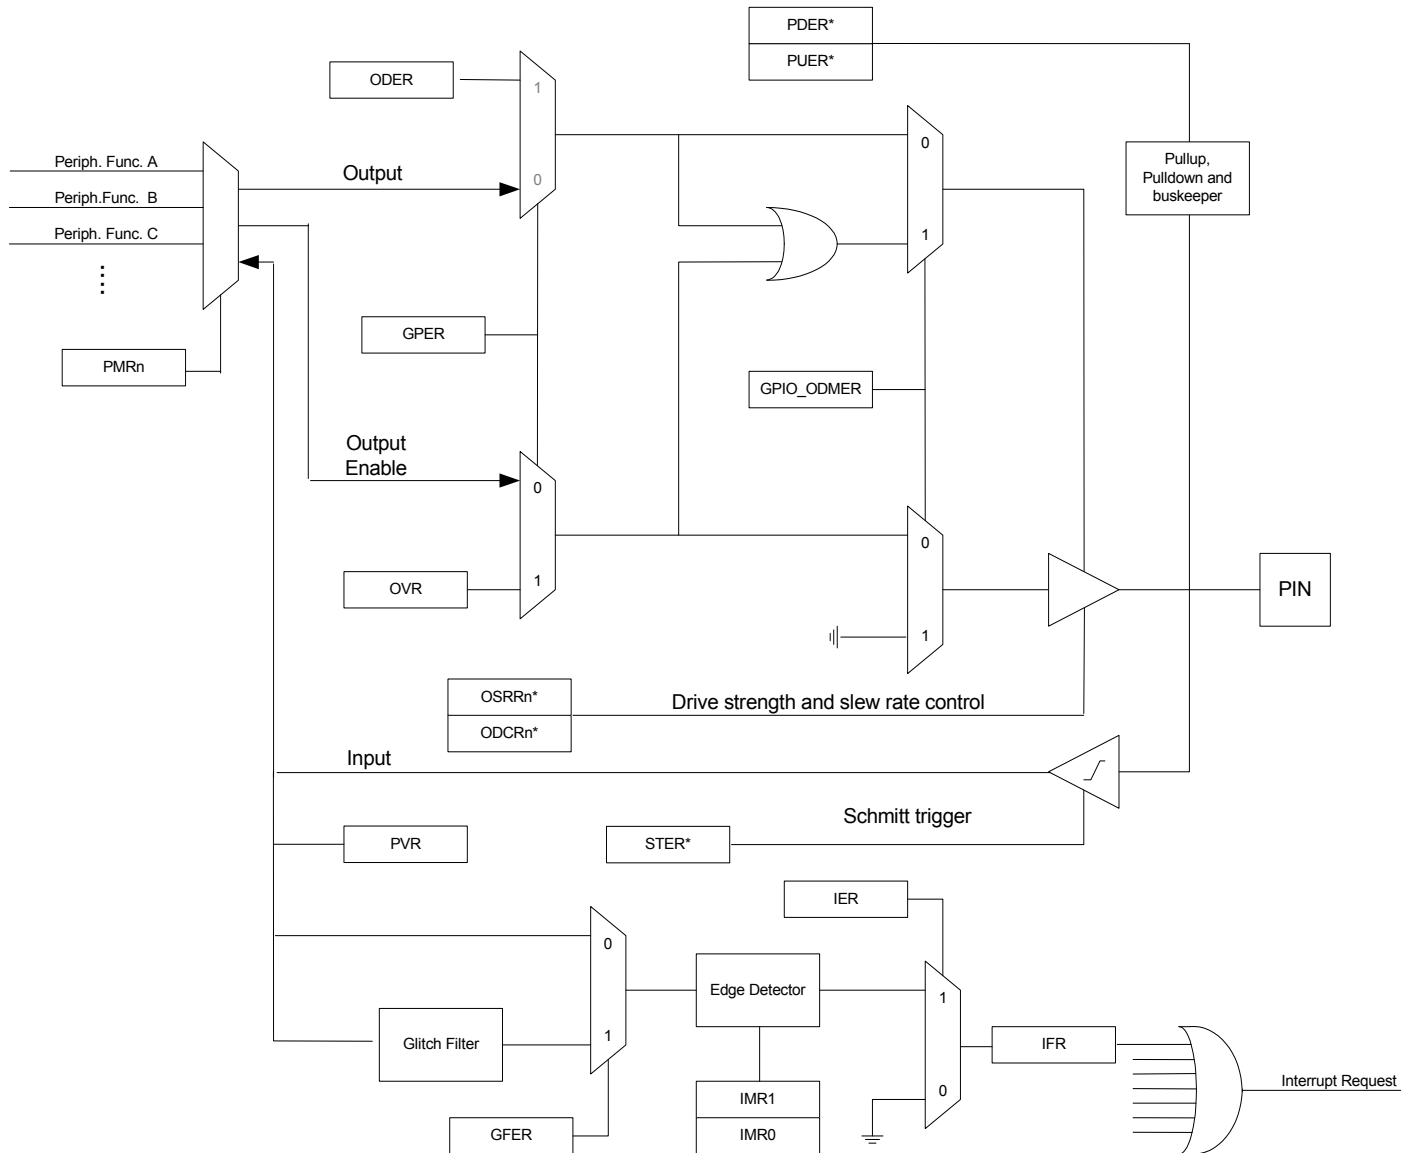 PDER*
PUER*
ODER
1
0
Periph. Func. A
Periph.Func. B
Periph. Func. C
Output
0
1
Pullup,
Pulldown and
buskeeper
GPER
PMRn
GPIO_ODMER
Output
Enable
0
1
OVR
0
1
PIN
OSRRn*
ODCRn*
Drive strength and slew rate control
Input
Schmitt trigger
PVR
STER*
IER
0
1
Edge Detector
1
0
Glitch Filter
IFR
Interrupt Request
IMR1
IMR0
GFER